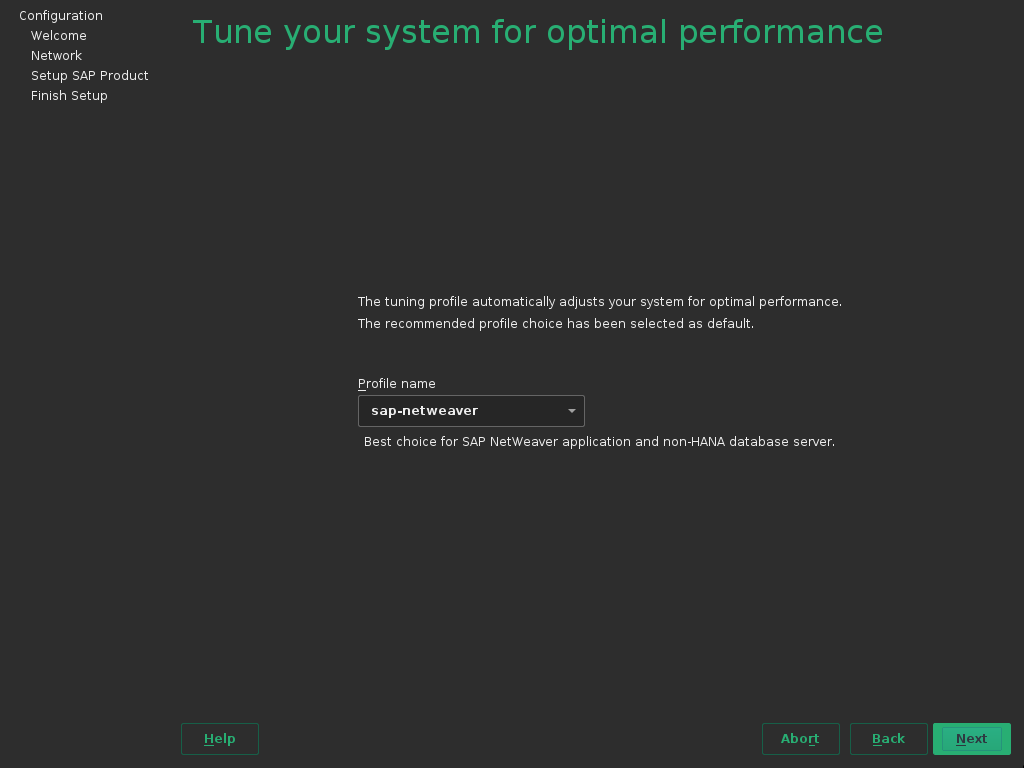 Configuration
Welcome
Network
Setup SAP Product
Finish Setup
Tune your system for optimal performance
The tuning profile automatically adjusts your system for optimal performance.
The recommended profile choice has been selected as default.
Profile name
sap-netweaver
Best choice for SAP NetWeaver application and non-HANA database server.
Help
Abort
Back
Next